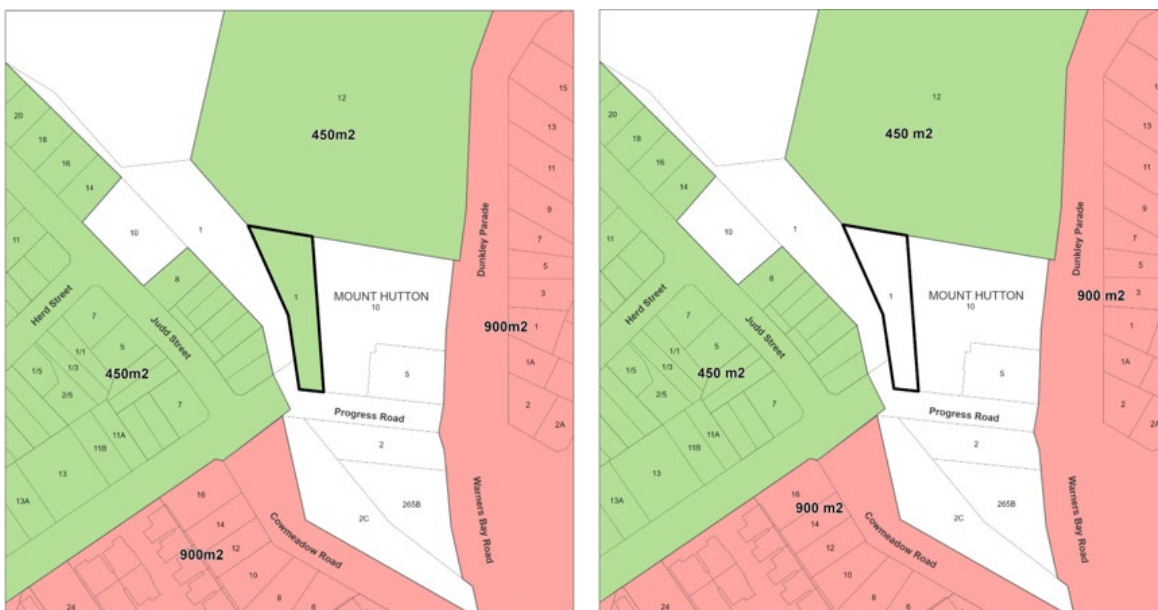 12
450m2
15
13
11
9
7
5
3
1
1A
2
2A
20
18
16
14
10
1
11
8
1
MOUNT HUTTON
10
Dunkley Parade
900m2
Herd Street
Judd Street
7
5
1/1
1/3
1/5
2/5
450m2
7
11A
11B
13
13A
5
Progress Road
2
265B
2C
Warners Bay Road
16
14
12
10
8
6
24
900m2
Cowmeadow Road
12
450 m2
13
11
9
7
5
3
1
1A
2
2A
20
18
16
14
10
1
11
8
1
MOUNT HUTTON
10
Dunkley Parade
900 m2
Herd Street
Judd Street
7
5
1/1
1/3
1/5
2/5
450 m2
7
11A
11B
13
13A
5
Progress Road
2
265B
2C
Warners Bay Road
16
900 m2
14
12
10
8
6
24
Cowmeadow Road